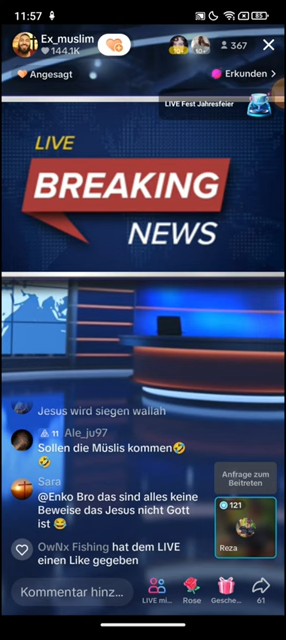 11:57
85
Ex_muslim
144.1K
10+
367
Angesagt
Erkunden >
LIVE Fest Jahresfeier
LIVE
BREAKING
NEWS
Jesus wird siegen wallah
11 Ale_ju97
Sollen die Müslis kommen🤣
🤣
Sara
@Enko Bro das sind alles keine
Beweise das Jesus nicht Gott
ist 😂
Anfrage zum
Beitreten
121
Reza
OwNx Fishing hat dem LIVE
einen Like gegeben
Kommentar hinz...
LIVE mi...
Rose
Gesche...
61